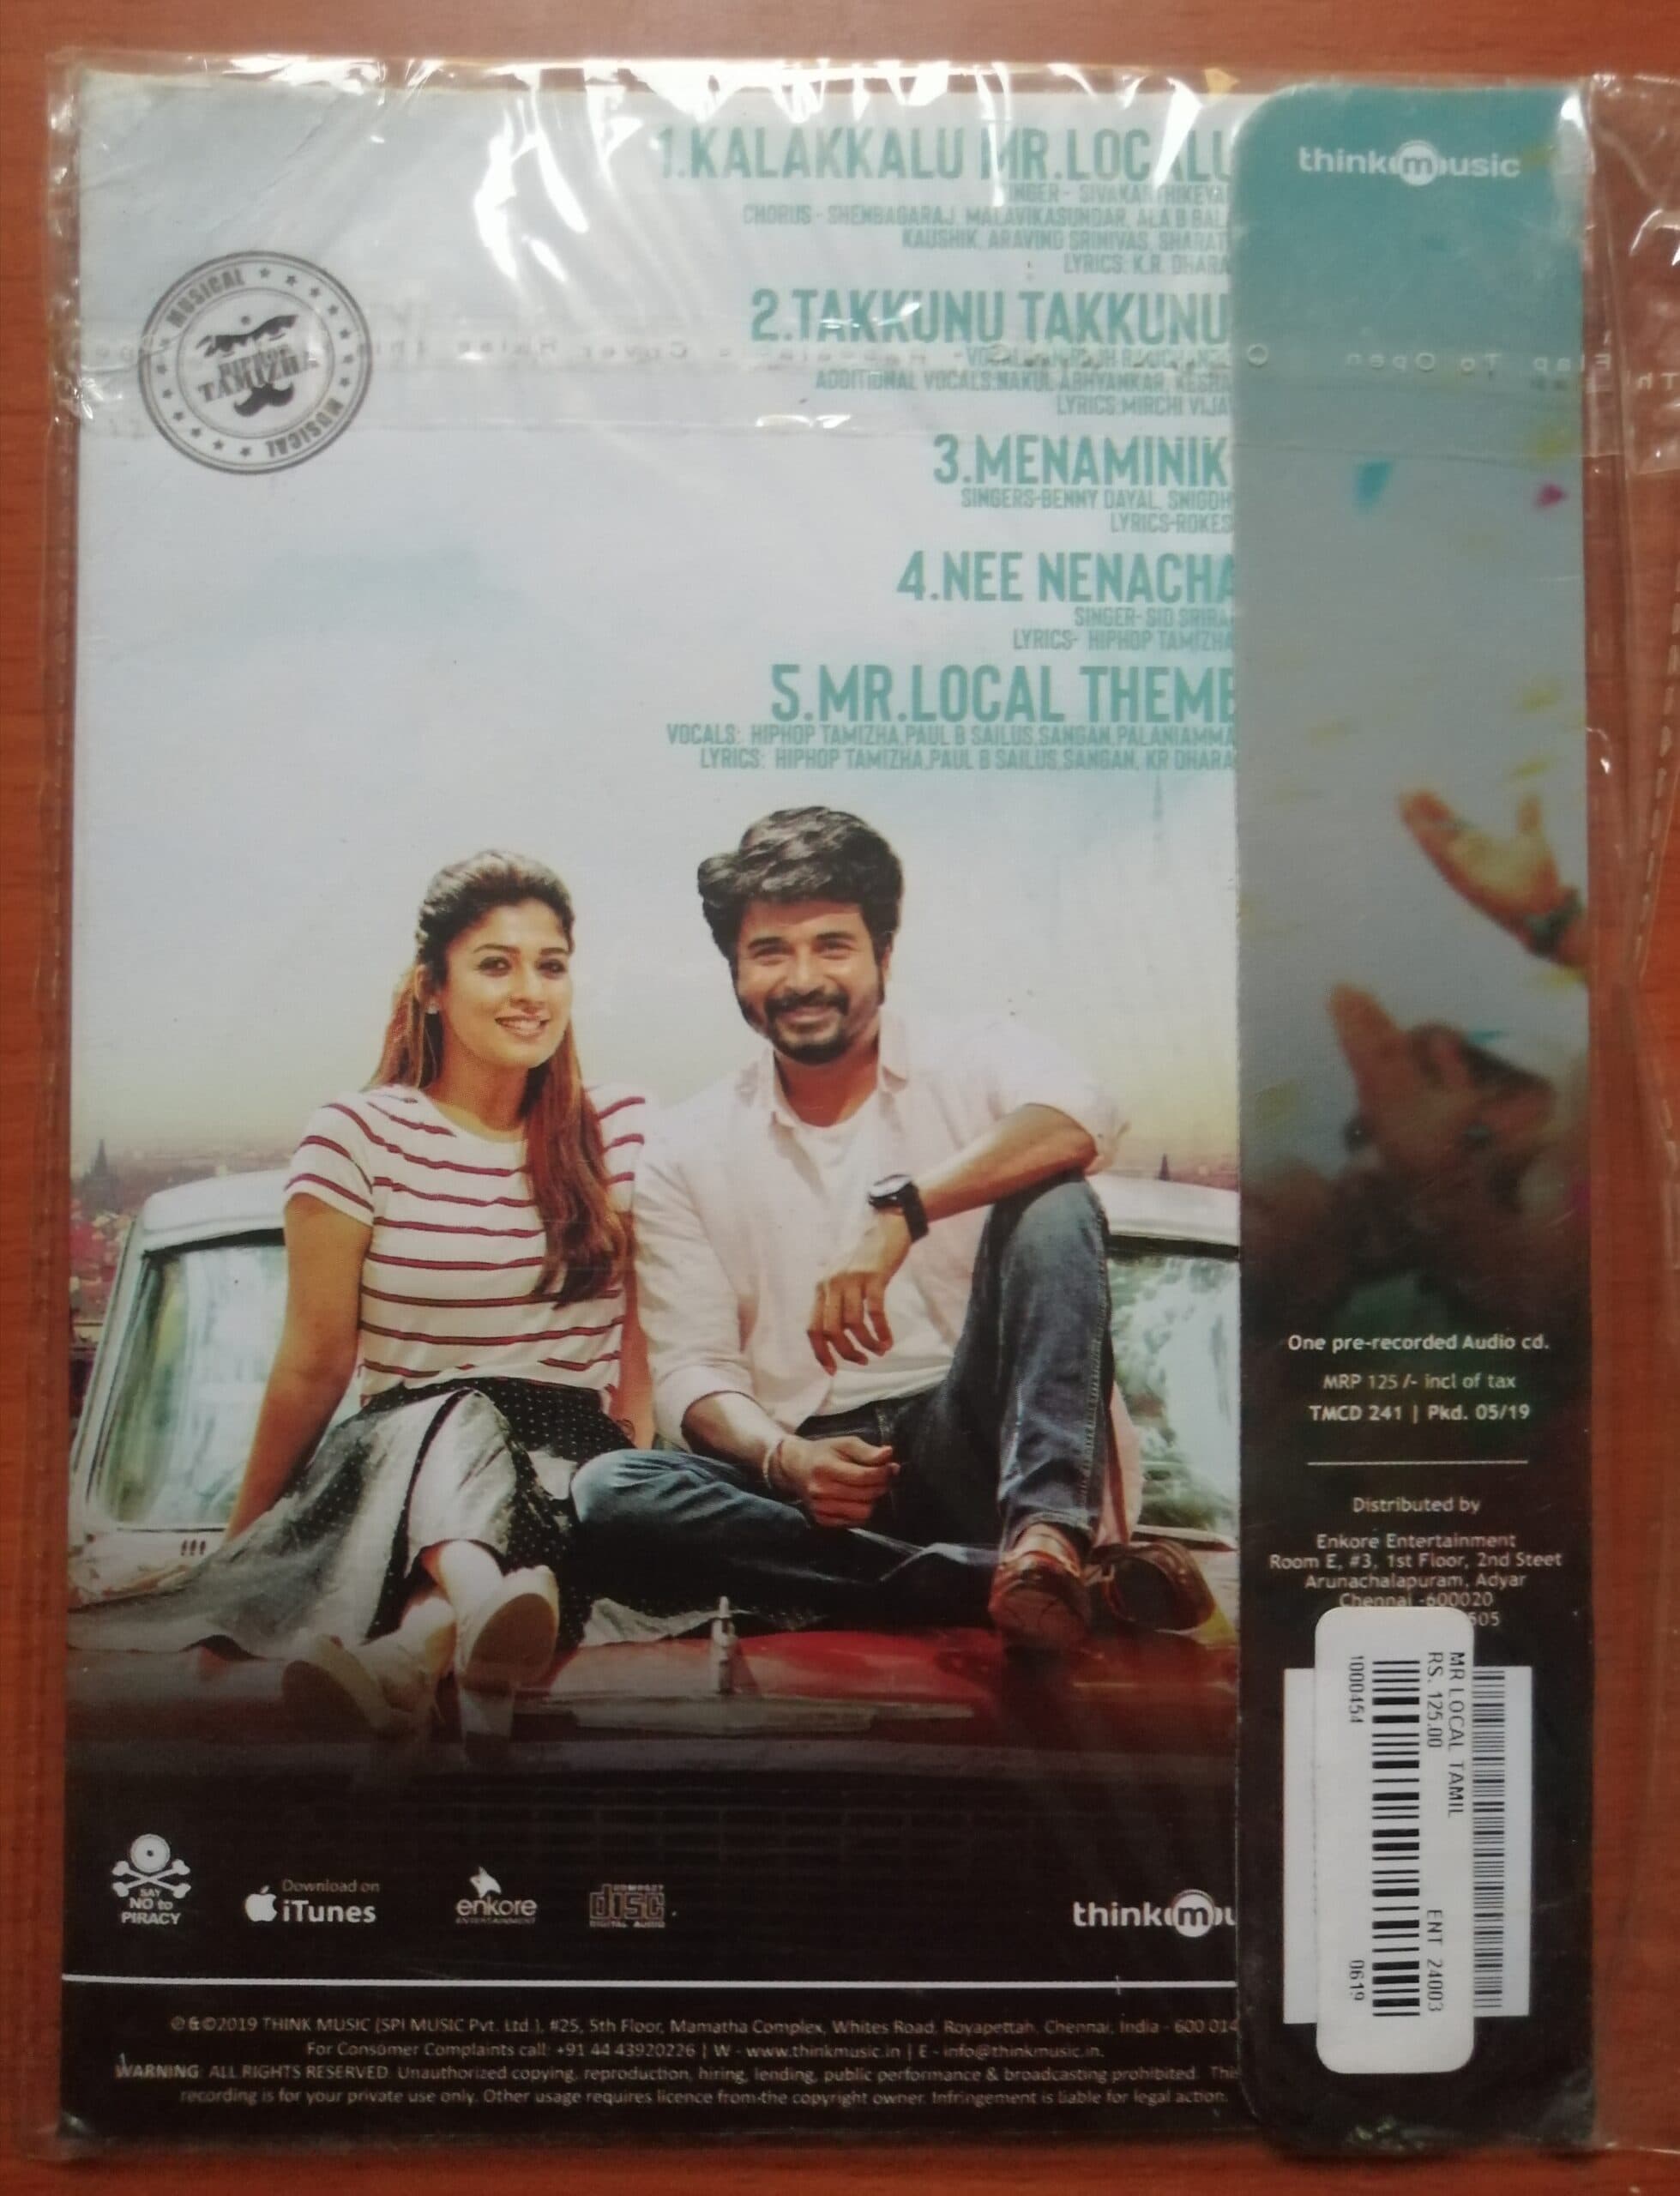 1.KALAKKALU MR.LOCALU
SINGER - SIVAKARTHIKEYA
CHORUS - SHENBAGARAJ, MALAVIKASUNDAR, ALA B BALA
KAUSHIK, ARAVIND SRINIVAS, SHARAT
LYRICS: K.R. DHARA
2.TAKKUNU TAKKUNU
ADDITIONAL VOCALS:NAKUL ABHYANKAR,
LYRICS:MIRCHI VIJA
3.MENAMINIK
SINGERS-BENNY DAYAL, SNIGDH
LYRICS-ROKES
4.NEE NENACHA
SINGER- SID SRIRA
LYRICS- HIPHOP TAMIZHA
5.MR.LOCAL THEME
VOCALS: HIPHOP TAMIZHA,PAUL B SAILUS,SANGAN,PALANIAMMA
LYRICS: HIPHOP TAMIZHA,PAUL B SAILUS,SANGAN, KR DHARA
MUSICAL
HIPHOP
TAMIZHA
MUSICAL
thinkmusic
One pre-recorded Audio cd.
MRP 125 /- incl of tax
TMCD 241 | Pkd. 05/19
Distributed by
Enkore Entertainment
Room E, #3, 1st Floor, 2nd Steet
Arunachalapuram, Adyar
Chennai -600020
605
MR LOCAL TAMIL
RS. 125.00 ENT 24003
1000454 0619
SAY
NO to
PIRACY
Download on
iTunes
enkore
ENTERTAINMENT
COMPACT
disc
DIGITAL AUDIO
thinkmu
℗ & ©2019 THINK MUSIC (SPI MUSIC Pvt. Ltd.), #25, 5th Floor, Mamatha Complex, Whites Road, Royapettah, Chennai, India - 600 014
For Consumer Complaints call: +91 44 43920226 | W - www.thinkmusic.in | E - info@thinkmusic.in.
WARNING: ALL RIGHTS RESERVED. Unauthorized copying, reproduction, hiring, lending, public performance & broadcasting prohibited. This
recording is for your private use only. Other usage requires licence from the copyright owner. Infringement is liable for legal action.